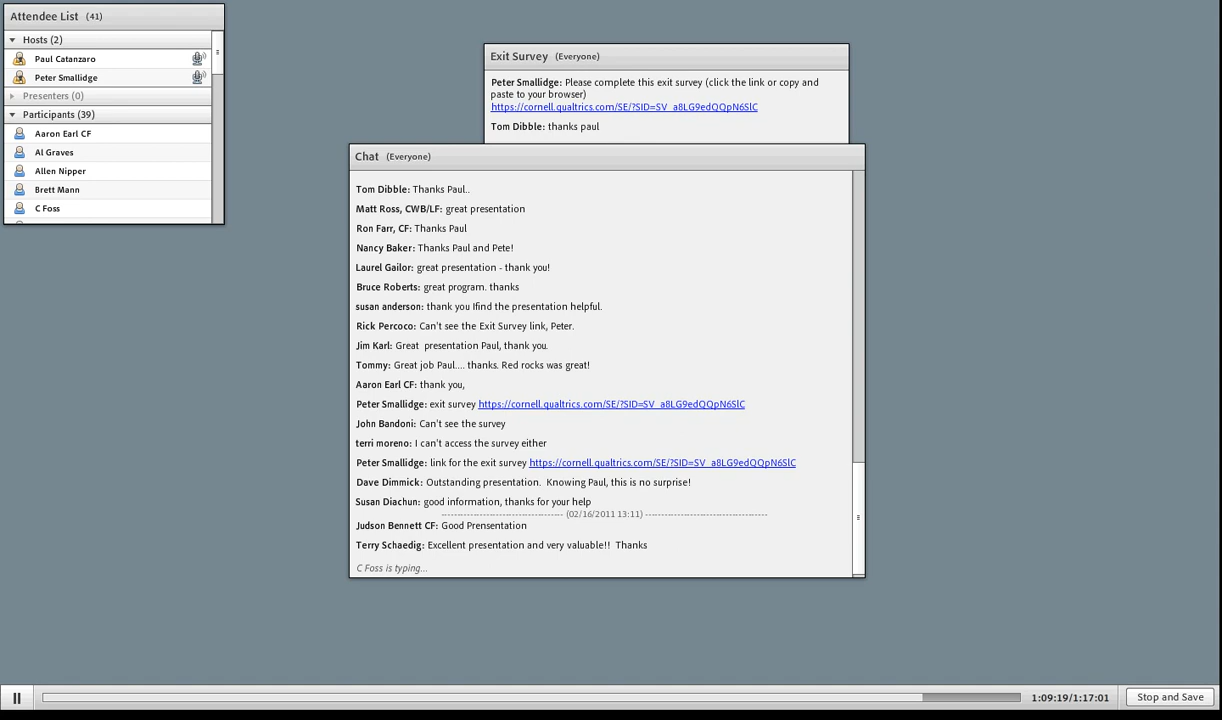 Attendee List (41)
Hosts (2)
Paul Catanzaro
Peter Smallidge
Presenters (0)
Participants (39)
Aaron Earl CF
Al Graves
Allen Nipper
Brett Mann
C Foss
Exit Survey (Everyone)
Peter Smallidge: Please complete this exit survey (click the link or copy and
paste to your browser)
https://cornell.qualtrics.com/SE/?SID=SV_a8LG9edQQpN6SlC
Tom Dibble: thanks paul
Chat (Everyone)
Tom Dibble: Thanks Paul..
Matt Ross, CWB/LF: great presentation
Ron Farr, CF: Thanks Paul
Nancy Baker: Thanks Paul and Pete!
Laurel Gailor: great presentation - thank you!
Bruce Roberts: great program. thanks
susan anderson: thank you Ifind the presentation helpful.
Rick Percoco: Can't see the Exit Survey link, Peter.
Jim Karl: Great  presentation Paul, thank you.
Tommy: Great job Paul.... thanks. Red rocks was great!
Aaron Earl CF: thank you,
Peter Smallidge: exit survey https://cornell.qualtrics.com/SE/?SID=SV_a8LG9edQQpN6SlC
John Bandoni: Can't see the survey
terri moreno: I can't access the survey either
Peter Smallidge: link for the exit survey https://cornell.qualtrics.com/SE/?SID=SV_a8LG9edQQpN6SlC
Dave Dimmick: Outstanding presentation.  Knowing Paul, this is no surprise!
Susan Diachun: good information, thanks for your help
------------------------------------ (02/16/2011 13:11) ------------------------------------
Judson Bennett CF: Good Prensentation
Terry Schaedig: Excellent presentation and very valuable!!  Thanks
C Foss is typing...
1:09:19/1:17:01
Stop and Save